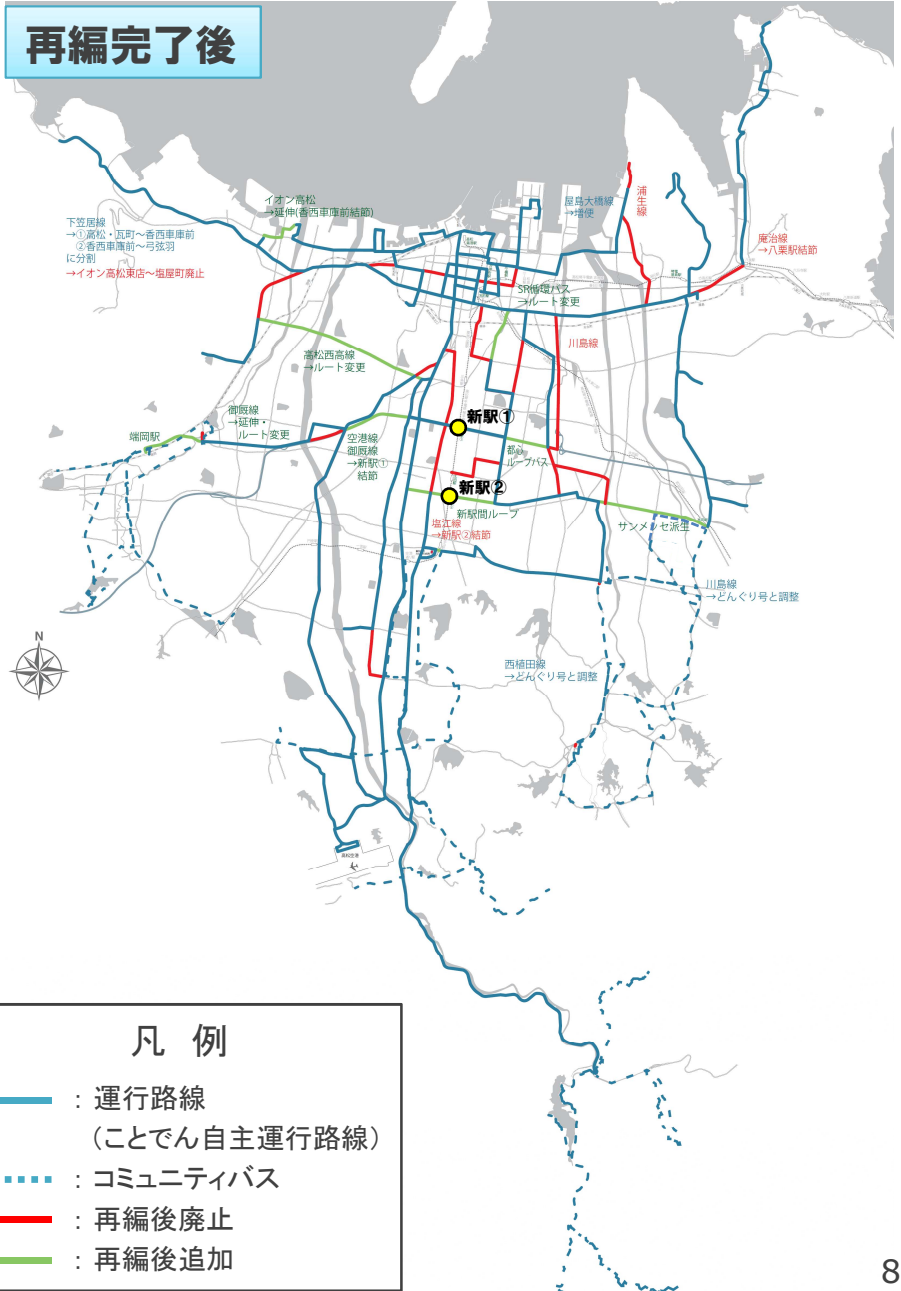 再編完了後
イオン高松
→延伸(香西車庫前結節)
下笠居線
→①高松・瓦町～香西車庫前
②香西車庫前～弓弦羽
に分割
→イオン高松東店～塩屋町廃止
屋島大橋線
→増便
浦生線
庵治線
→八栗駅結節
SR循環バス
→ルート変更
川島線
高松西高線
→ルート変更
御厩線
→延伸・
ルート変更
端岡駅
空港線
御厩線
→新駅①
結節
新駅①
都心
ループバス
新駅②
新駅間ループ
塩江線
→新駅②結節
サンメッセ派生
川島線
→どんぐり号と調整
西植田線
→どんぐり号と調整
N
高松空港
凡 例
：運行路線
（ことでん自主運行路線）
：コミュニティバス
：再編後廃止
：再編後追加
8